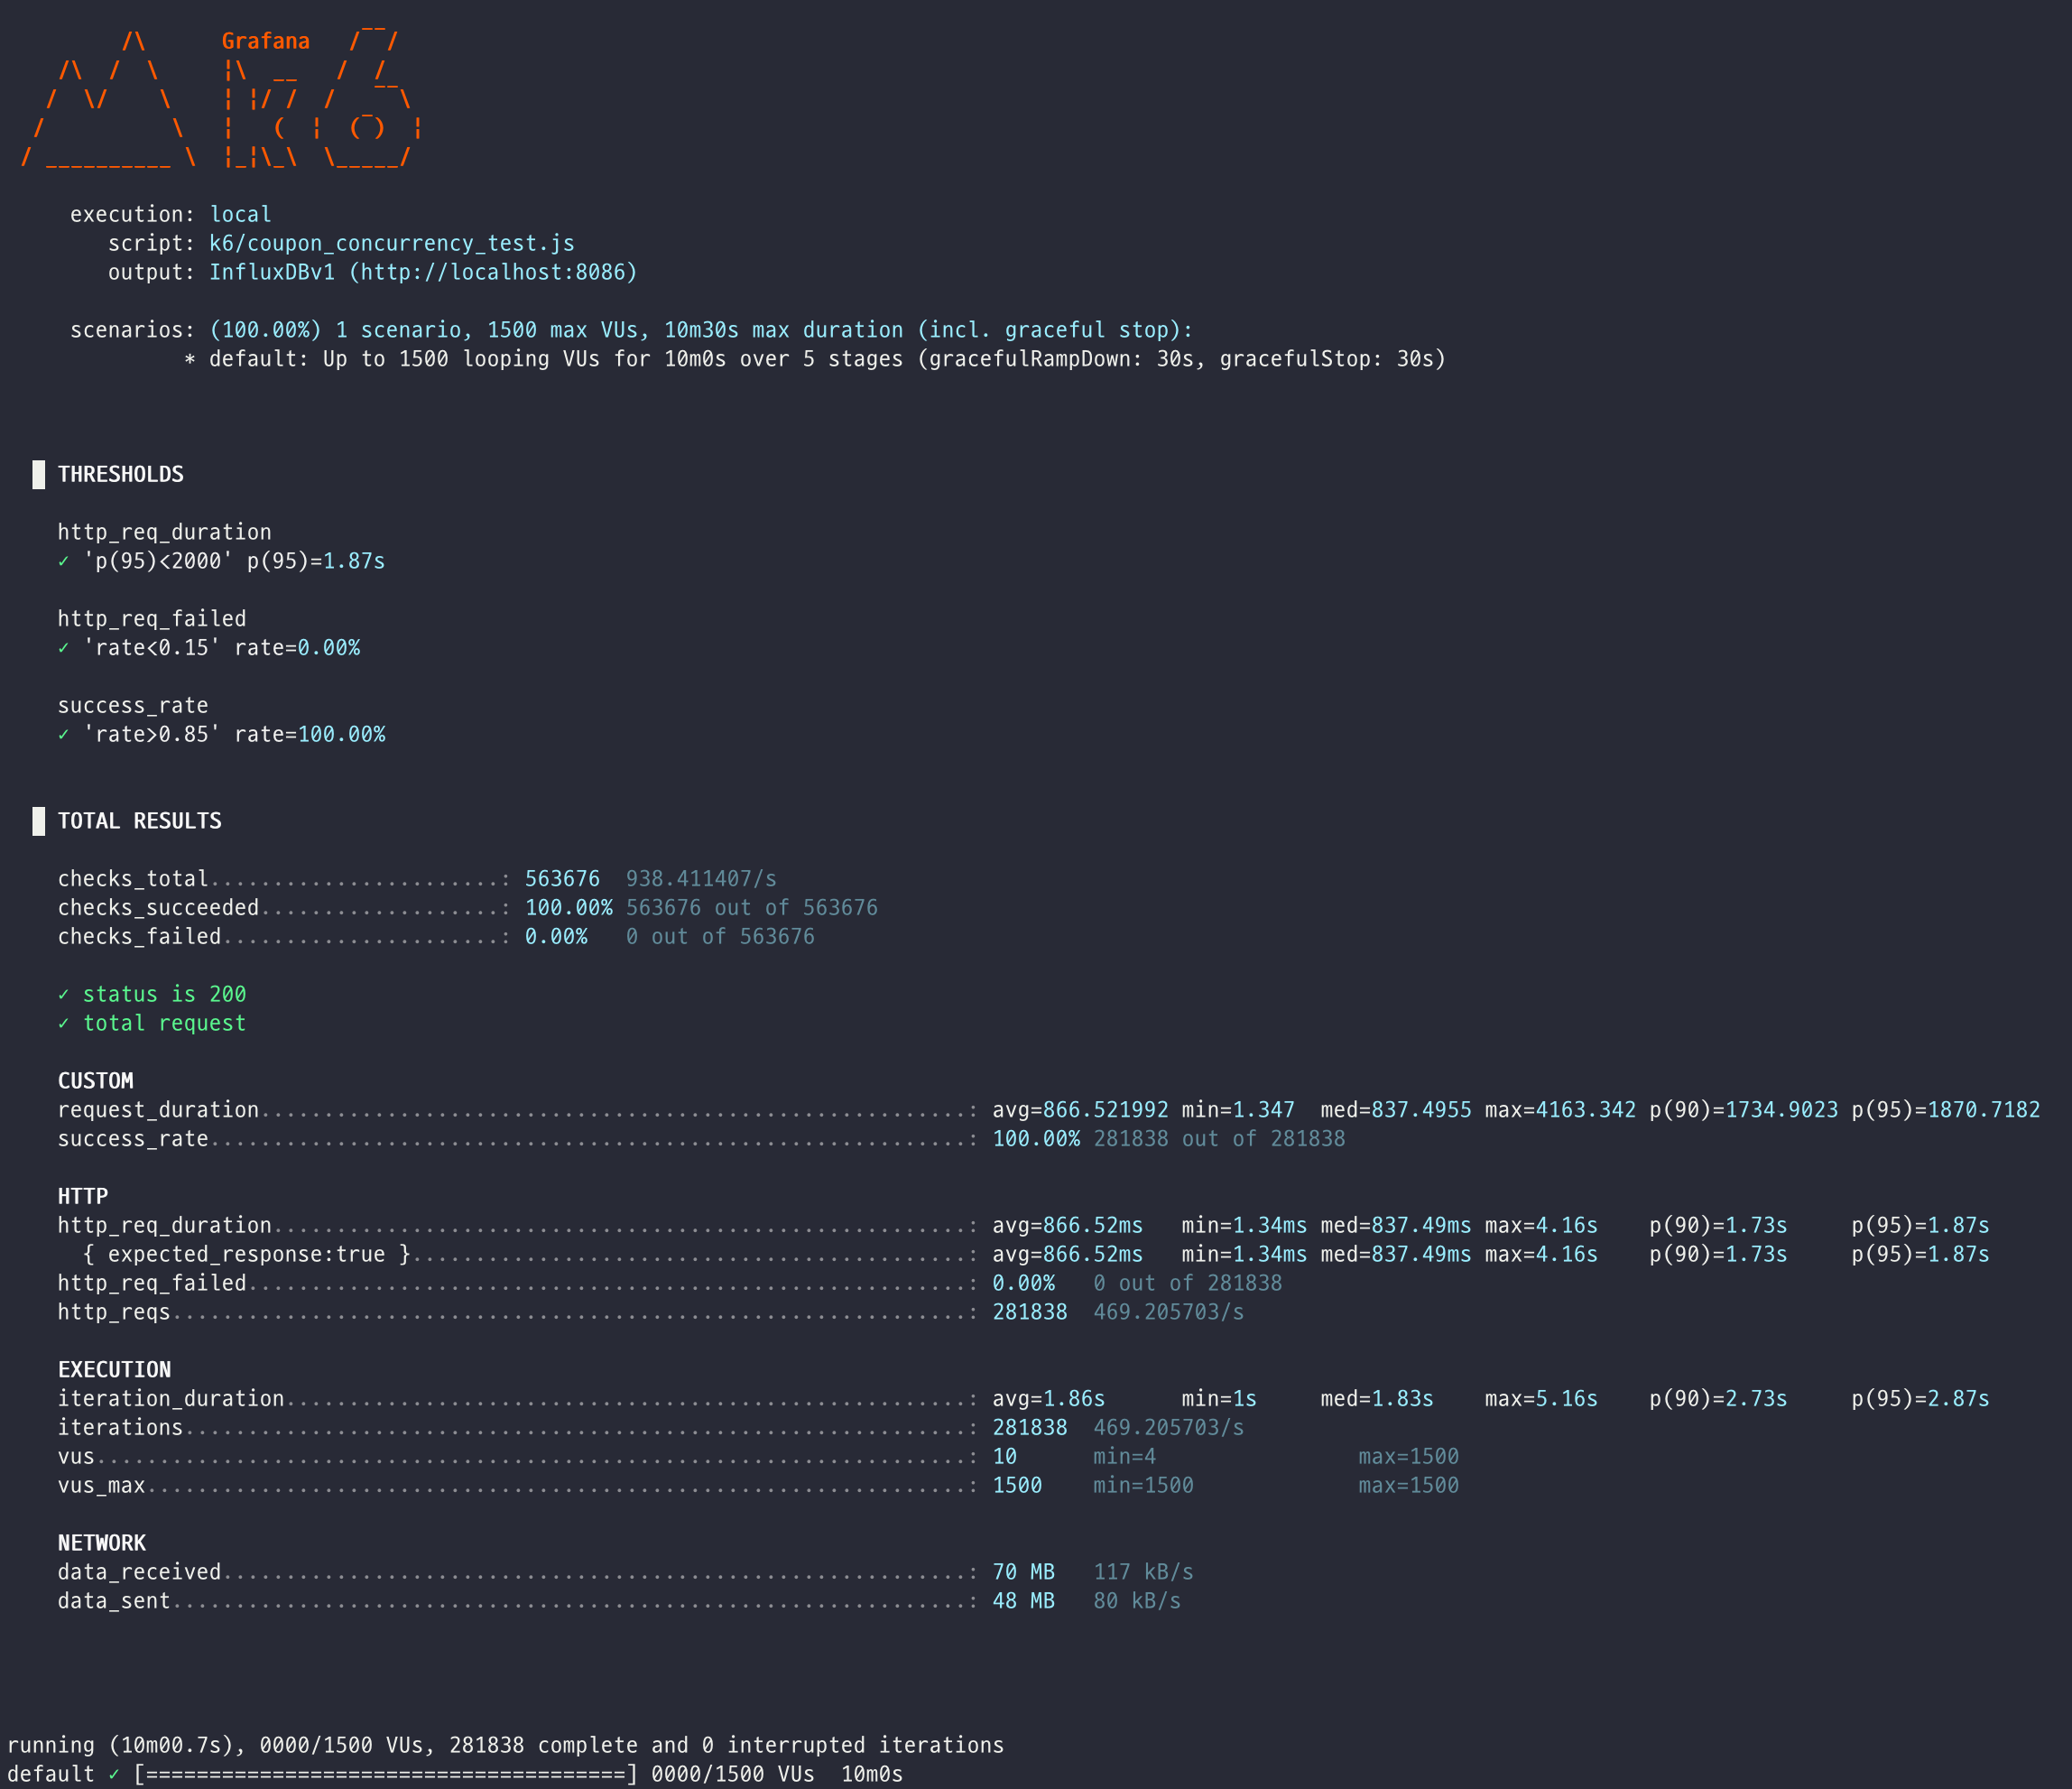 Grafana
execution: local
script: k6/coupon_concurrency_test.js
output: InfluxDBv1 (http://localhost:8086)
scenarios: (100.00%) 1 scenario, 1500 max VUs, 10m30s max duration (incl. graceful stop):
* default: Up to 1500 looping VUs for 10m0s over 5 stages (gracefulRampDown: 30s, gracefulStop: 30s)
█ THRESHOLDS
http_req_duration
✓ 'p(95)<2000' p(95)=1.87s
http_req_failed
✓ 'rate<0.15' rate=0.00%
success_rate
✓ 'rate>0.85' rate=100.00%
█ TOTAL RESULTS
checks_total.......................: 563676  938.411407/s
checks_succeeded...................: 100.00% 563676 out of 563676
checks_failed......................: 0.00%   0 out of 563676
✓ status is 200
✓ total request
CUSTOM
request_duration........................................................: avg=866.521992 min=1.347  med=837.4955 max=4163.342 p(90)=1734.9023 p(95)=1870.7182
success_rate............................................................: 100.00% 281838 out of 281838
HTTP
http_req_duration.......................................................: avg=866.52ms   min=1.34ms med=837.49ms max=4.16s    p(90)=1.73s     p(95)=1.87s
{ expected_response:true }............................................: avg=866.52ms   min=1.34ms med=837.49ms max=4.16s    p(90)=1.73s     p(95)=1.87s
http_req_failed.........................................................: 0.00%   0 out of 281838
http_reqs...............................................................: 281838  469.205703/s
EXECUTION
iteration_duration......................................................: avg=1.86s      min=1s     med=1.83s    max=5.16s    p(90)=2.73s     p(95)=2.87s
iterations..............................................................: 281838  469.205703/s
vus.....................................................................: 10      min=4                max=1500
vus_max.................................................................: 1500    min=1500             max=1500
NETWORK
data_received...........................................................: 70 MB   117 kB/s
data_sent...............................................................: 48 MB   80 kB/s
running (10m00.7s), 0000/1500 VUs, 281838 complete and 0 interrupted iterations
default ✓ [======================================] 0000/1500 VUs  10m0s